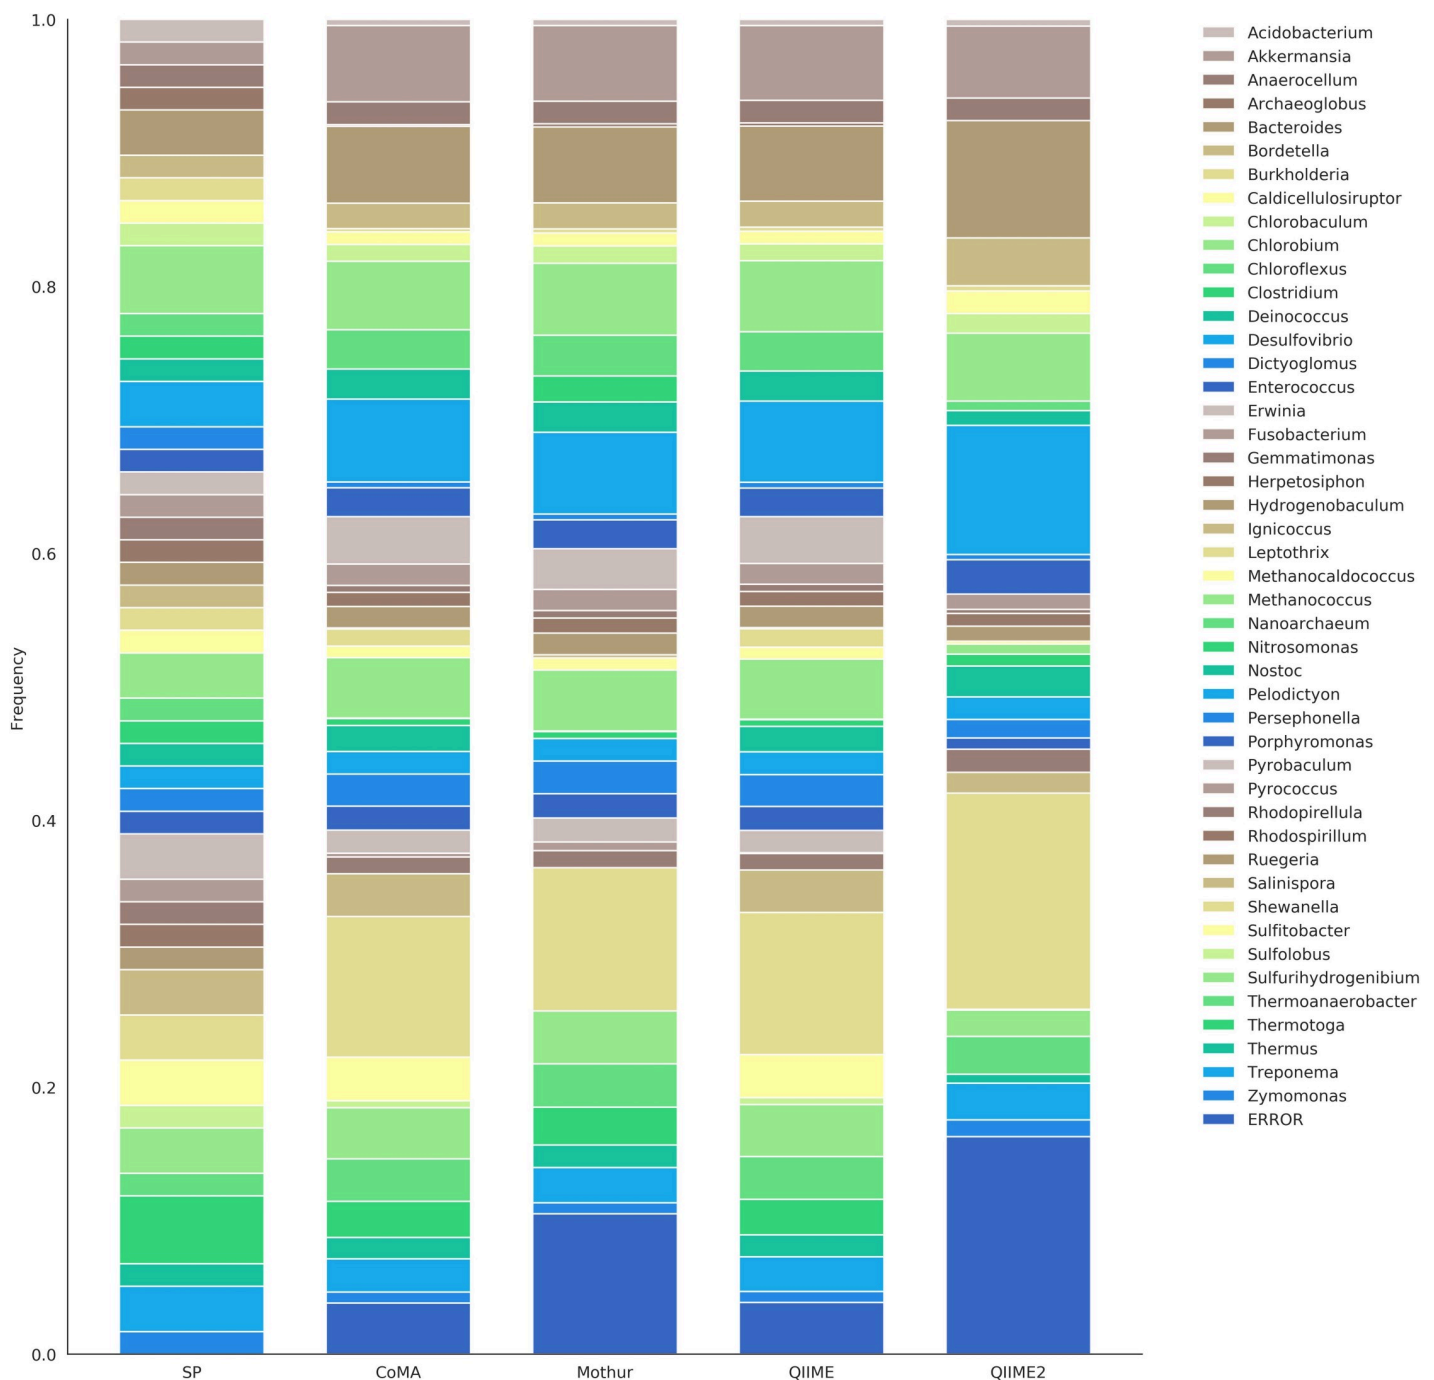 1.0
0.8
0.6
0.4
0.2
0.0
Frequency
SP
CoMA
Mothur
QIIME
QIIME2
Acidobacterium
Akkermansia
Anaerocellum
Archaeoglobus
Bacteroides
Bordetella
Burkholderia
Caldicellulosiruptor
Chlorobaculum
Chlorobium
Chloroflexus
Clostridium
Deinococcus
Desulfovibrio
Dictyoglomus
Enterococcus
Erwinia
Fusobacterium
Gemmatimonas
Herpetosiphon
Hydrogenobaculum
Ignicoccus
Leptothrix
Methanocaldococcus
Methanococcus
Nanoarchaeum
Nitrosomonas
Nostoc
Pelodictyon
Persephonella
Porphyromonas
Pyrobaculum
Pyrococcus
Rhodopirellula
Rhodospirillum
Ruegeria
Salinispora
Shewanella
Sulfitobacter
Sulfolobus
Sulfurihydrogenibium
Thermoanaerobacter
Thermotoga
Thermus
Treponema
Zymomonas
ERROR